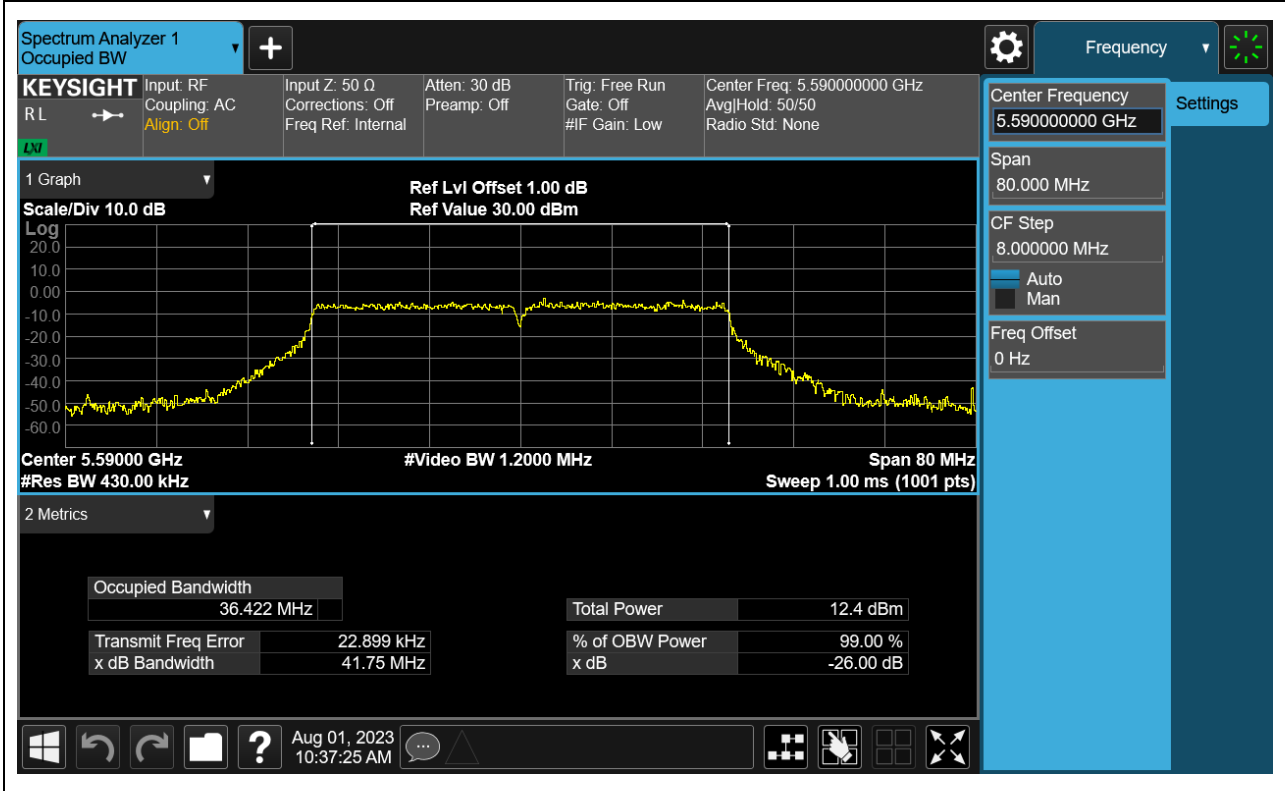 Spectrum Analyzer 1
Occupied BW
Frequency
KEYSIGHT
R L
LXI
Input: RF
Coupling: AC
Align: Off
Input Z: 50 Ω
Corrections: Off
Freq Ref: Internal
Atten: 30 dB
Preamp: Off
Trig: Free Run
Gate: Off
#IF Gain: Low
Center Freq: 5.590000000 GHz
Avg|Hold: 50/50
Radio Std: None
1 Graph
Scale/Div 10.0 dB
Ref Lvl Offset 1.00 dB
Ref Value 30.00 dBm
Log
20.0
10.0
0.00
-10.0
-20.0
-30.0
-40.0
-50.0
-60.0
Center 5.59000 GHz
#Video BW 1.2000 MHz
Span 80 MHz
#Res BW 430.00 kHz
Sweep 1.00 ms (1001 pts)
2 Metrics
Occupied Bandwidth
36.422 MHz
Total Power 12.4 dBm
Transmit Freq Error 22.899 kHz
% of OBW Power 99.00 %
x dB Bandwidth 41.75 MHz
x dB -26.00 dB
Center Frequency
5.590000000 GHz
Settings
Span
80.000 MHz
CF Step
8.000000 MHz
Auto
Man
Freq Offset
0 Hz
?
Aug 01, 2023
10:37:25 AM